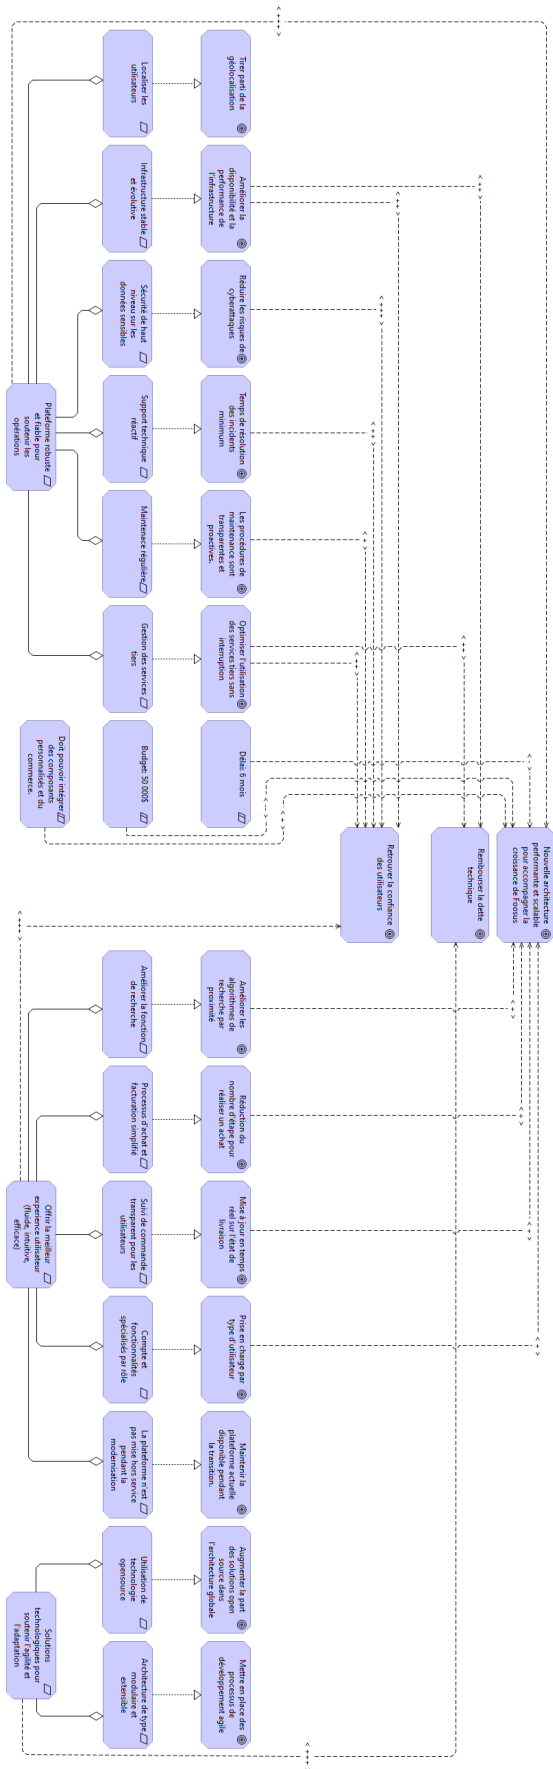 Nouvelle architecture
performante et scalable
pour accompagner la
croissance de Foosus
Rembourser la dette
technique
Retrouver la confiance
des utilisateurs
Tirer parti de la
géolocalisation
Améliorer la
disponibilité et la
performance de
l'infrastructure
Réduire les risques de
cyberattaques
Temps de résolution
des incidents
minimum
Les procédures de
maintenance sont
transparentes et
proactives.
Optimiser l'utilisation
des services tiers sans
interruption
Délai: 6 mois
Améliorer les
algorithmes de
recherche par
proximité
Réduction du
nombre d'étape pour
réaliser un achat
Mise à jour en temps
réel sur l'état de
livraison
Prise en charge par
type d'utilisateur
Maintenir la
plateforme actuelle
disponible pendant
la transition.
Augmenter la part
des solutions open
source dans
l'architecture globale
Mettre en place des
processus de
développement agile
Localiser les
utilisateurs
Infrastructure stable
et évolutive
Sécurité de haut
niveau sur les
données sensibles
Support technique
réactif
Maintenace régulière
Gestion des services
tiers
Budget: 50 000$
Améliorer la fonction
de recherche
Processus d'achat et
facturation simplifié
Suivi de commande
transparent pour les
utilisateurs
Compte et
fonctionnalités
spécialisés par rôle
La plateforme n'est
pas mise hors service
pendant la
modernisation
Utilisation de
technologie
opensource
Architecture de type
modulaire et
extensible
Plateforme robuste
et fiable pour
soutenir les
opérations
Doit pouvoir intégrer
des composants
personnalisés et du
commerce.
Offrir la meilleur
experience utilisateur
(fluide, intuitive,
efficace)
Solutions
technologiques pour
soutenir l'agilité et
l'adaptation